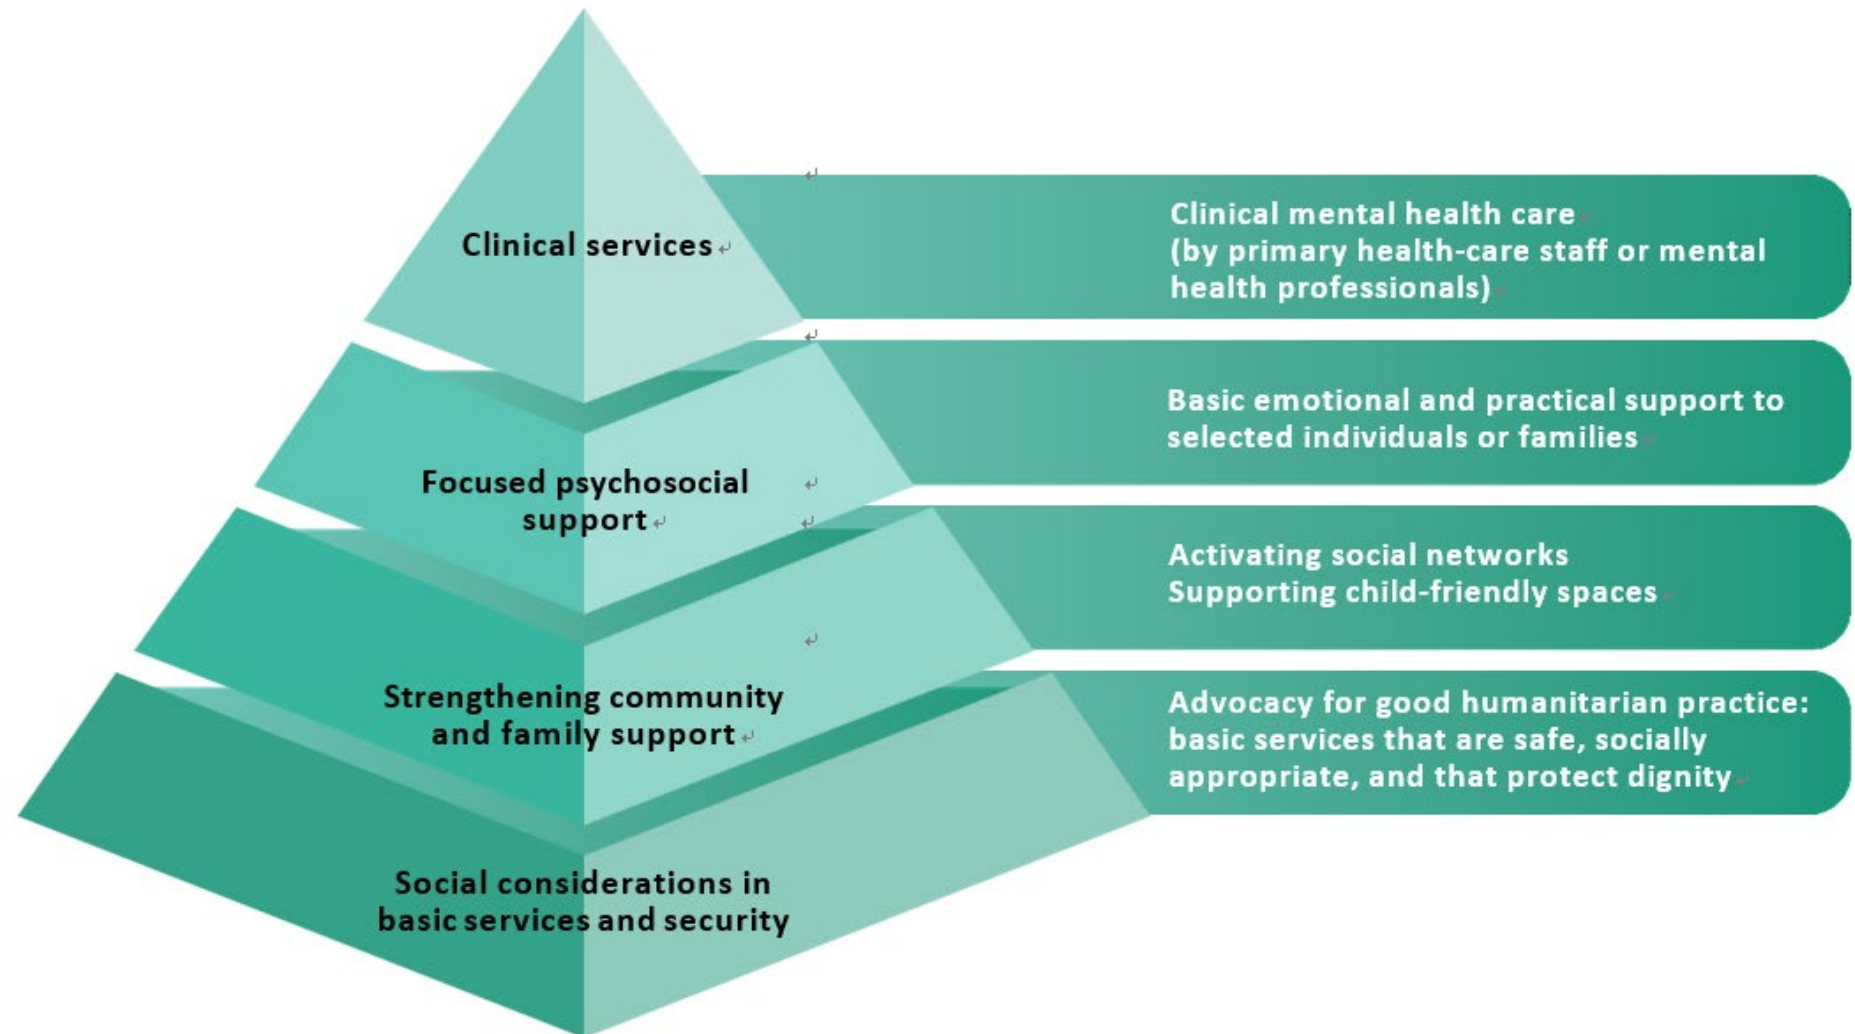 Clinical services
Clinical mental health care
(by primary health-care staff or mental
health professionals)
Focused psychosocial
support
Basic emotional and practical support to
selected individuals or families
Strengthening community
and family support
Activating social networks
Supporting child-friendly spaces
Social considerations in
basic services and security
Advocacy for good humanitarian practice:
basic services that are safe, socially
appropriate, and that protect dignity